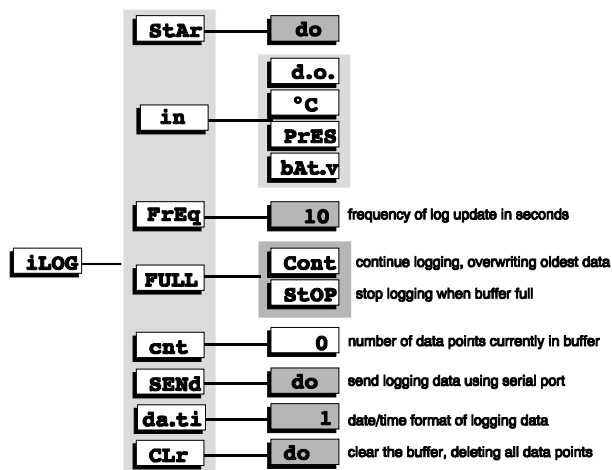 StAr do
d.o.
°C
in
PrES
bAt.v
FrEq 10 frequency of log update in seconds
iLOG
Cont continue logging, overwriting oldest data
FULL
StOP stop logging when buffer full
cnt 0 number of data points currently in buffer
SENd do send logging data using serial port
da.ti 1 date/time format of logging data
CLr do clear the buffer, deleting all data points